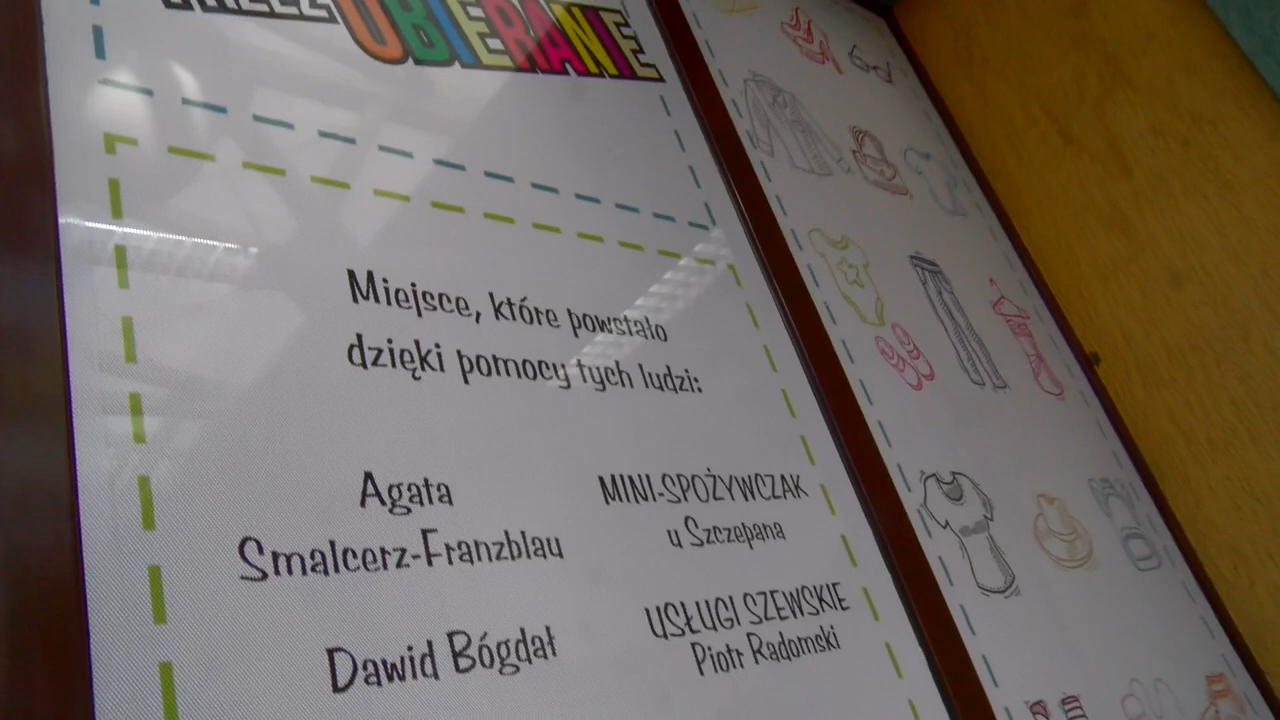 UBIERANIE
Miejsce, które powstało
dzięki pomocy tych ludzi:
Agata
Smalcerz-Franzblau
Dawid Bógdał
MINI-SPOŻYWCZAK
u Szczepana
USŁUGI SZEWSKIE
Piotr Radomski